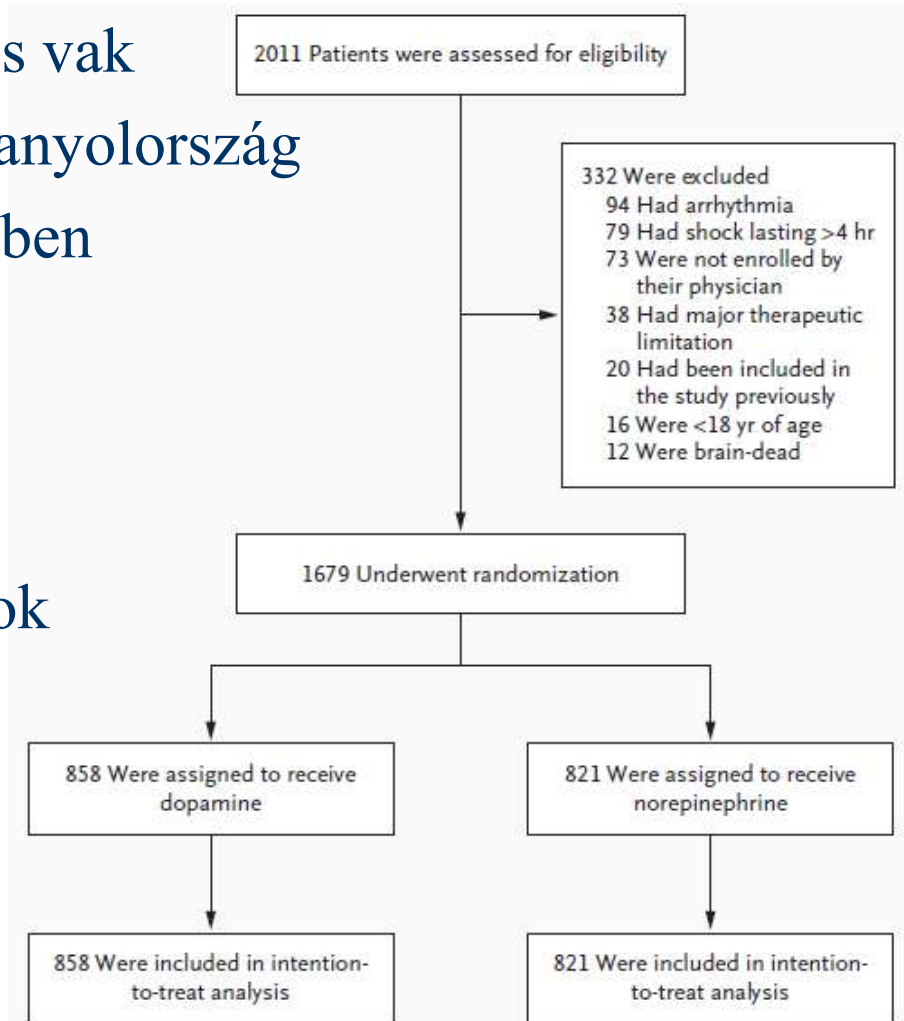 s vak
anyolország
ben
ok
2011 Patients were assessed for eligibility
332 Were excluded
94 Had arrhythmia
79 Had shock lasting >4 hr
73 Were not enrolled by
their physician
38 Had major therapeutic
limitation
20 Had been included in
the study previously
16 Were <18 yr of age
12 Were brain-dead
1679 Underwent randomization
858 Were assigned to receive
dopamine
821 Were assigned to receive
norepinephrine
858 Were included in intention-
to-treat analysis
821 Were included in intention-
to-treat analysis